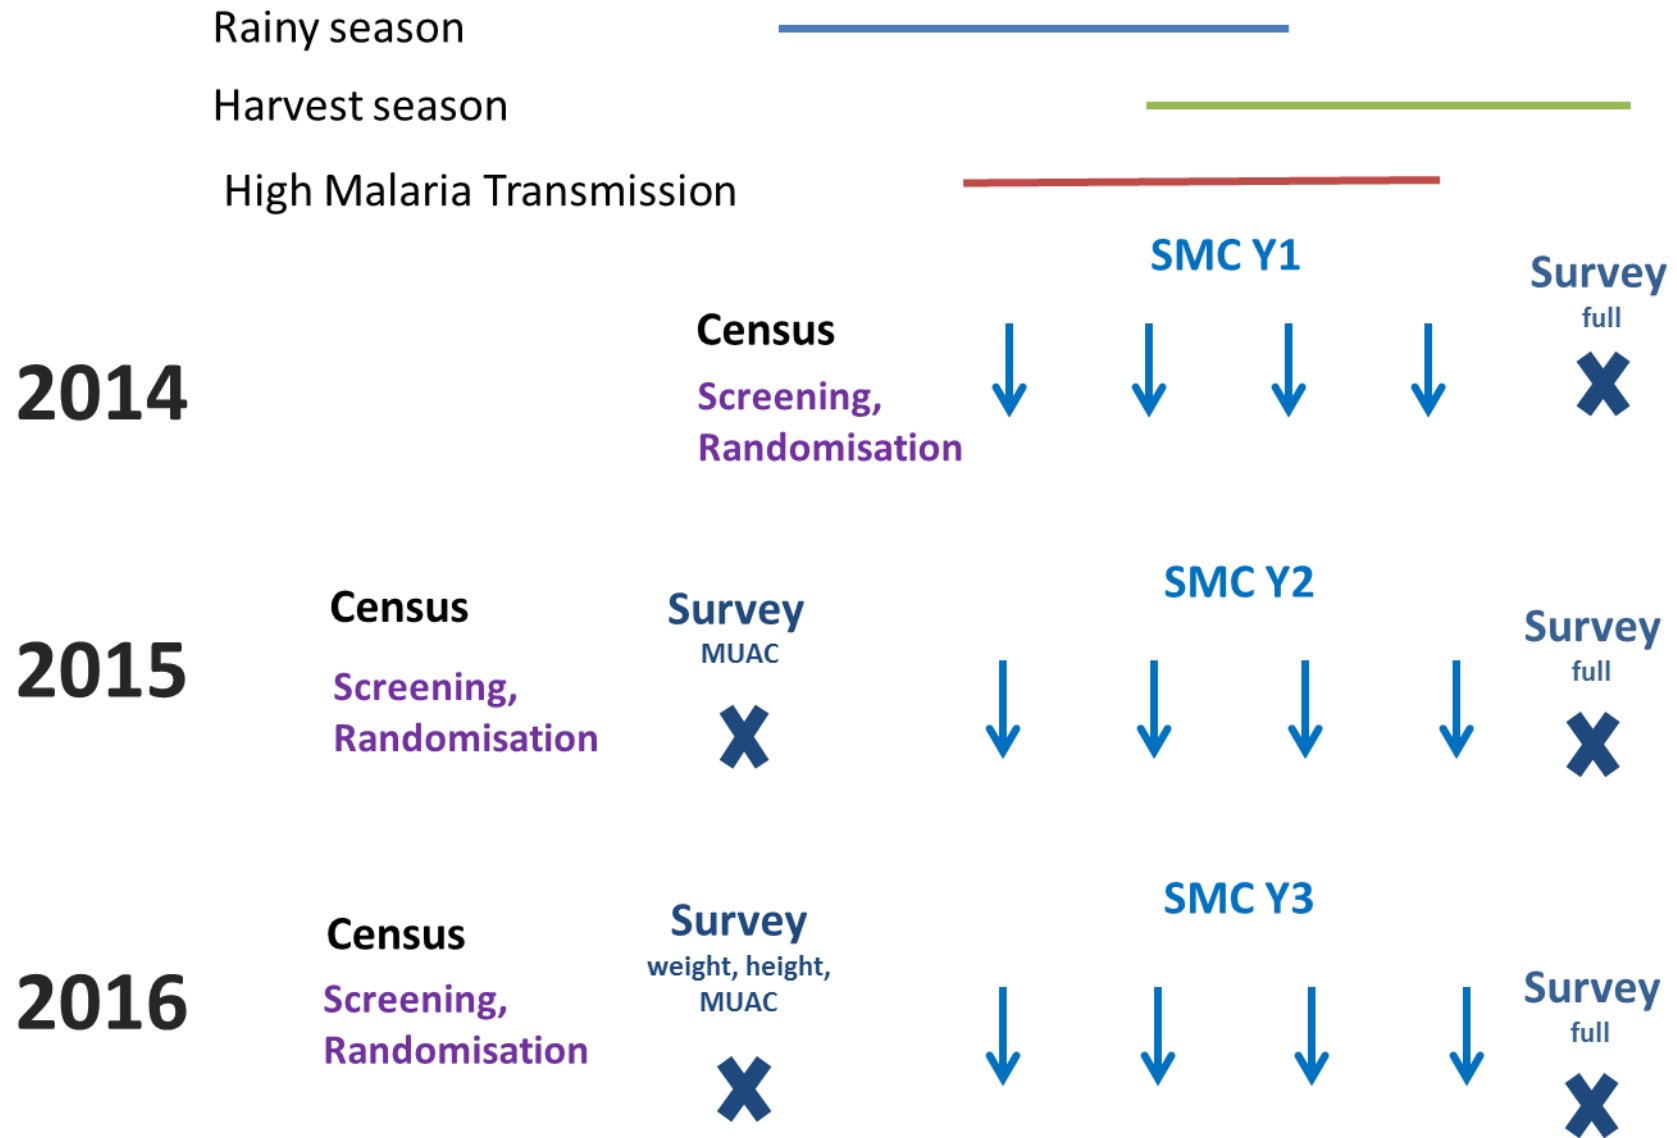 Rainy season
Harvest season
High Malaria Transmission
SMC Y1
Survey
full
Census
2014
Screening,
Randomisation
SMC Y2
Census
Survey
MUAC
Survey
full
2015
Screening,
Randomisation
SMC Y3
Census
Survey
weight, height,
MUAC
Survey
full
2016
Screening,
Randomisation